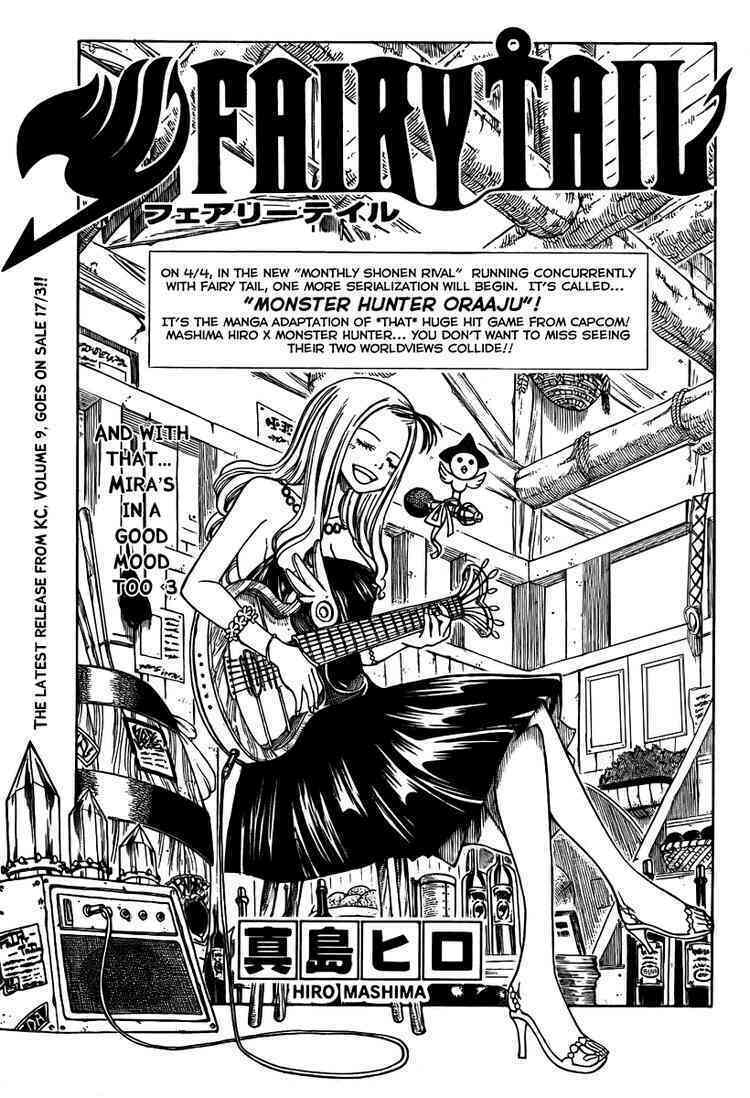 FAIRY TAIL
フェアリーテイル
ON 4/4, IN THE NEW "MONTHLY SHONEN RIVAL" RUNNING CONCURRENTLY
WITH FAIRY TAIL, ONE MORE SERIALIZATION WILL BEGIN. IT'S CALLED...
"MONSTER HUNTER ORAAJU"!
IT'S THE MANGA ADAPTATION OF *THAT* HUGE HIT GAME FROM CAPCOM!
MASHIMA HIRO X MONSTER HUNTER... YOU DON'T WANT TO MISS SEEING
THEIR TWO WORLDVIEWS COLLIDE!!
THE LATEST RELEASE FROM KC, VOLUME 9, GOES ON SALE 17/3!!
AND WITH
THAT...
MIRA'S
IN A
GOOD
MOOD
TOO <3
真島ヒロ
HIRO MASHIMA